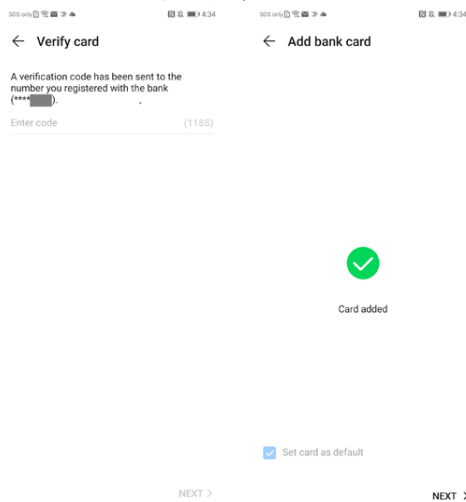 SOS only
4:34
Verify card
A verification code has been sent to the
number you registered with the bank
(****).
Enter code
(118S)
NEXT
SOS only
4:34
Add bank card
Card added
Set card as default
NEXT